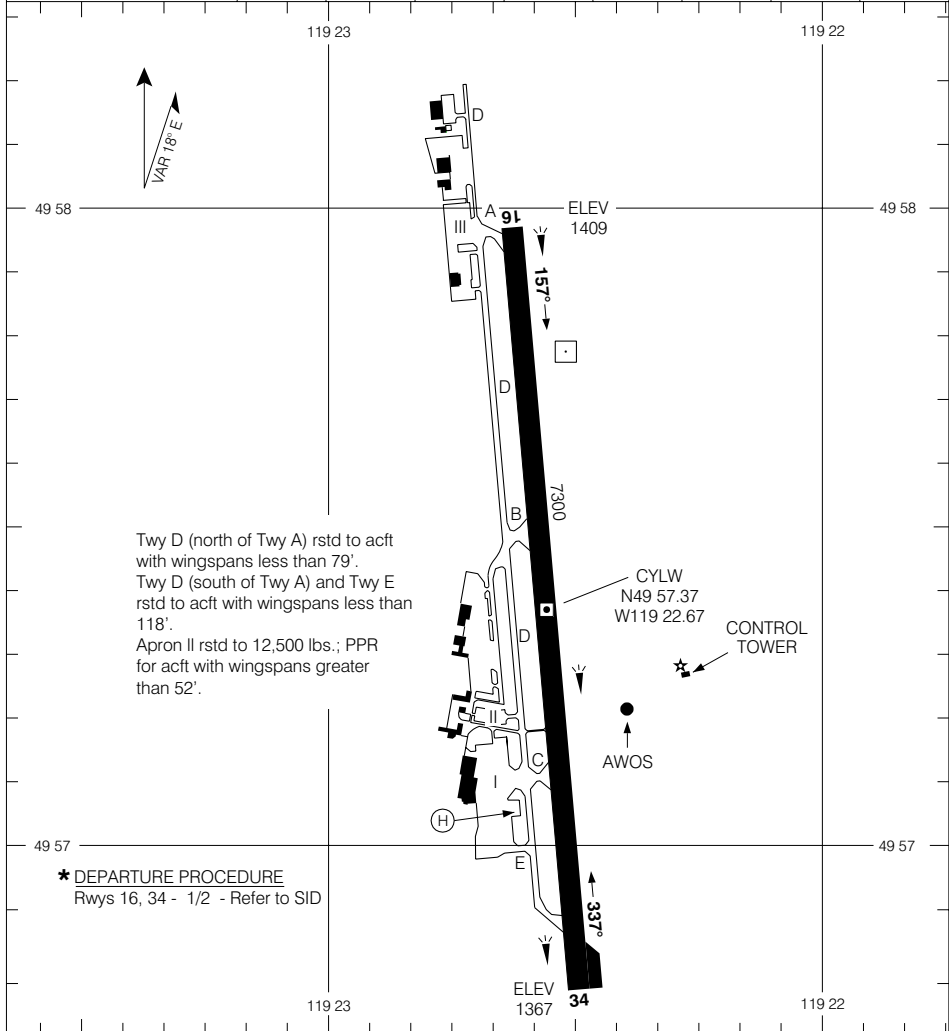 119 23
119 22
VAR 18° E
D
49 58
A
16
ELEV
1409
49 58
III
157°
D
7300
B
Twy D (north of Twy A) rstd to acft
with wingspans less than 79'.
Twy D (south of Twy A) and Twy E
rstd to acft with wingspans less than
118'.
Apron II rstd to 12,500 lbs.; PPR
for acft with wingspans greater
than 52'.
CYLW
N49 57.37
W119 22.67
CONTROL
TOWER
D
II
C
AWOS
I
H
49 57
49 57
E
* DEPARTURE PROCEDURE
Rwys 16, 34 - 1/2 - Refer to SID
337°
ELEV
1367
34
119 23
119 22